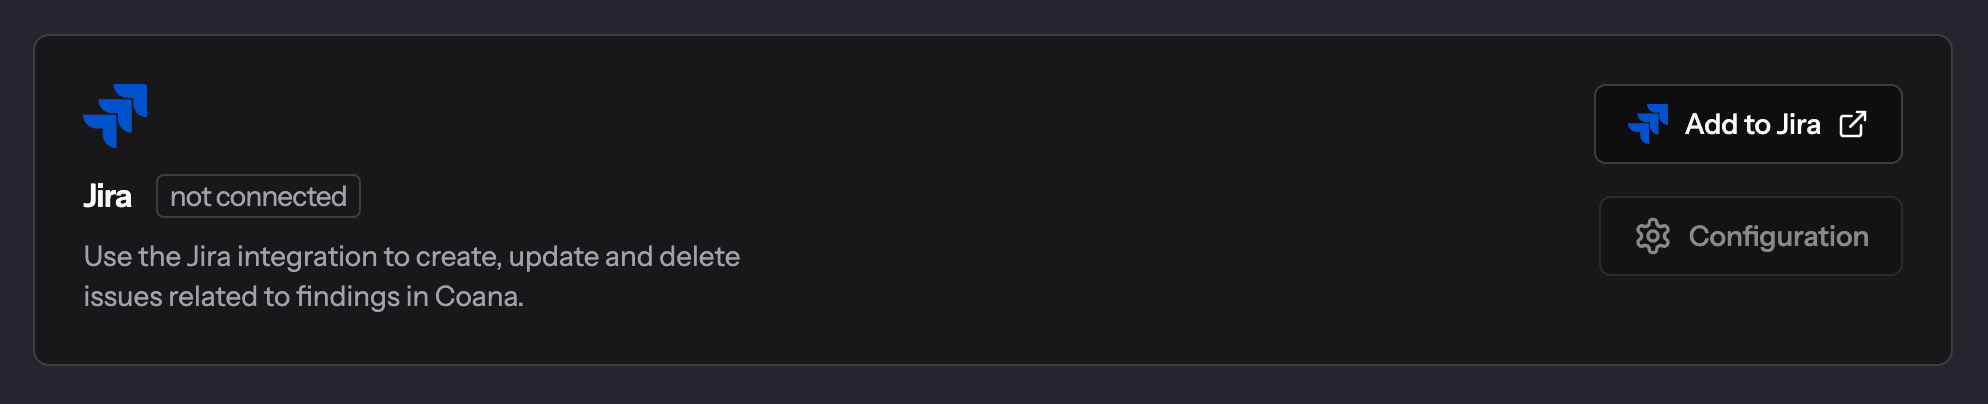 Jira
not connected
Use the Jira integration to create, update and delete
issues related to findings in Coana.
Add to Jira
Configuration